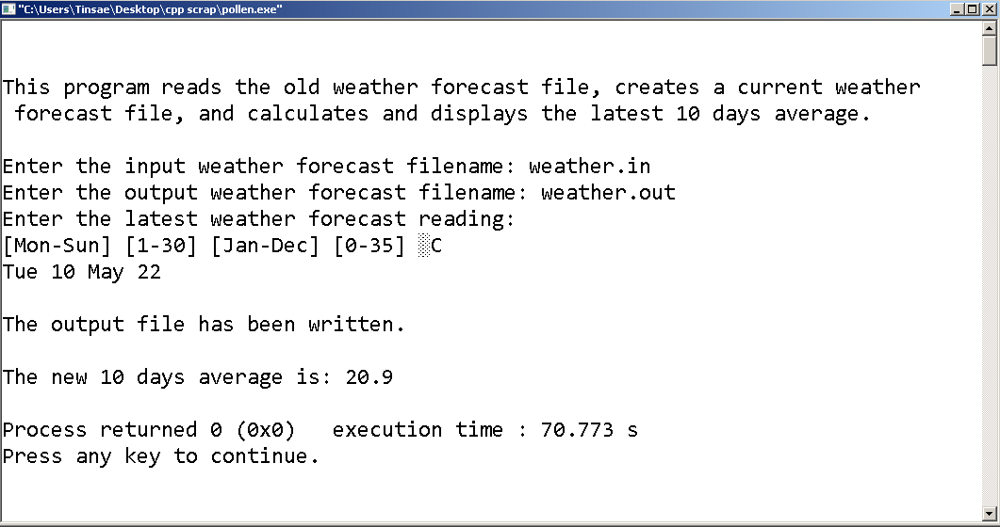 "C:\Users\Tinsae\Desktop\cpp scrap\pollen.exe"
This program reads the old weather forecast file, creates a current weather
forecast file, and calculates and displays the latest 10 days average.
Enter the input weather forecast filename: weather.in
Enter the output weather forecast filename: weather.out
Enter the latest weather forecast reading:
[Mon-Sun] [1-30] [Jan-Dec] [0-35] ░C
Tue 10 May 22
The output file has been written.
The new 10 days average is: 20.9
Process returned 0 (0x0)   execution time : 70.773 s
Press any key to continue.